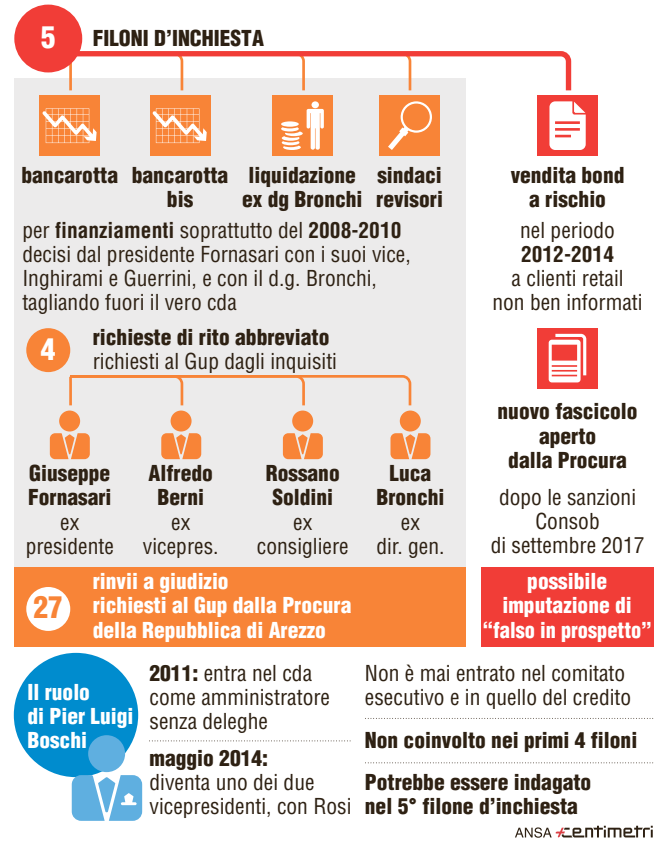 5 FILONI D'INCHIESTA
bancarotta
bancarotta
bis
liquidazione
ex dg Bronchi
sindaci
revisori
per finanziamenti soprattutto del 2008-2010
decisi dal presidente Fornasari con i suoi vice,
Inghirami e Guerrini, e con il d.g. Bronchi,
tagliando fuori il vero cda
4
richieste di rito abbreviato
richiesti al Gup dagli inquisiti
Giuseppe
Fornasari
ex
presidente
Alfredo
Berni
ex
vicepres.
Rossano
Soldini
ex
consigliere
Luca
Bronchi
ex
dir. gen.
27
rinvii a giudizio
richiesti al Gup dalla Procura
della Repubblica di Arezzo
vendita bond
a rischio
nel periodo
2012-2014
a clienti retail
non ben informati
nuovo fascicolo
aperto
dalla Procura
dopo le sanzioni
Consob
di settembre 2017
possibile
imputazione di
“falso in prospetto”
Il ruolo
di Pier Luigi
Boschi
2011: entra nel cda
come amministratore
senza deleghe
maggio 2014:
diventa uno dei due
vicepresidenti, con Rosi
Non è mai entrato nel comitato
esecutivo e in quello del credito
Non coinvolto nei primi 4 filoni
Potrebbe essere indagato
nel 5° filone d'inchiesta
ANSA centimetri